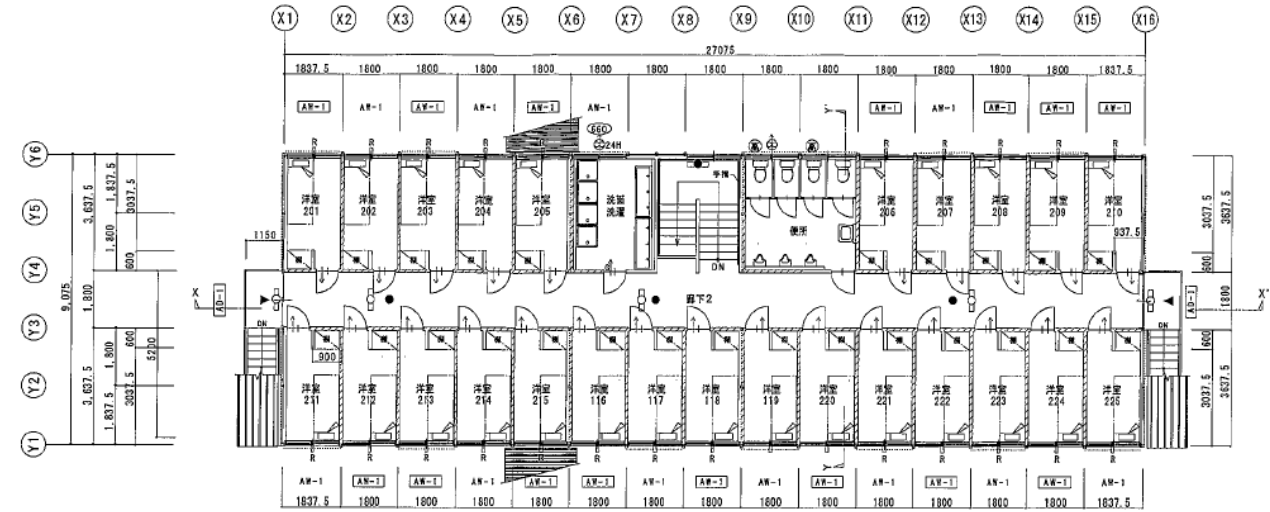 X1 X2 X3 X4 X5 X6 X7 X8 X9 X10 X11 X12 X13 X14 X15 X16
27075
1837.5 1800 1800 1800 1800 1800 1800 1800 1800 1800 1800 1800 1800 1800 1837.5
AW-1 AW-1 AW-1 AW-1 AW-1 AW-1 AW-1 AW-1 AW-1 AW-1 AW-1
660
24H
Y6
Y5
Y4
Y3
Y2
Y1
9,075
3,637.5
1,800
3,637.5
1,837.5
1,800
1,800
1,837.5
3037.5
600
600
3037.5
5200
1150
洋室 201
洋室 202
洋室 203
洋室 204
洋室 205
洗面 洗濯
手摺
DN
便所
洋室 206
洋室 207
洋室 208
洋室 209
洋室 210
937.5
3037.5
3637.5
600
1800
600
3037.5
3637.5
X
AD-1
DN
廊下2
AD-1
DN
X'
900
洋室 211
洋室 212
洋室 213
洋室 214
洋室 215
洋室 116
洋室 117
洋室 118
洋室 119
洋室 220
洋室 221
洋室 222
洋室 223
洋室 224
洋室 225
R R R R R R R R R R R R R
AW-1 AW-1 AW-1 AW-1 AW-1 AW-1 AW-1 AW-1 AW-1 AW-1 AW-1 AW-1 AW-1 AW-1 AW-1
1837.5 1800 1800 1800 1800 1800 1800 1800 1800 1800 1800 1800 1800 1800 1837.5